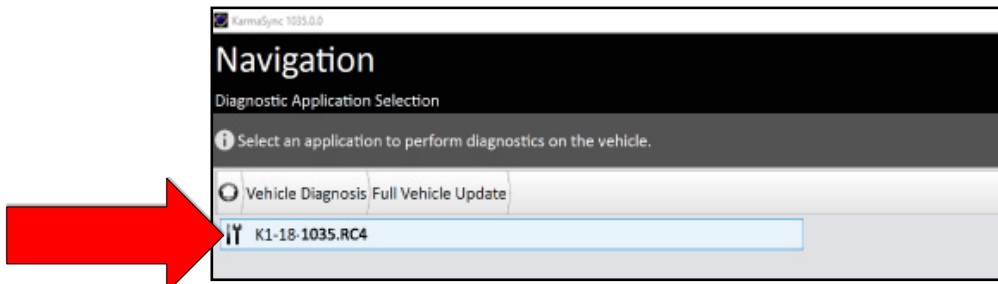 KarmaSync 1035.0.0
Navigation
Diagnostic Application Selection
Select an application to perform diagnostics on the vehicle.
Vehicle Diagnosis Full Vehicle Update
K1-18-1035.RC4